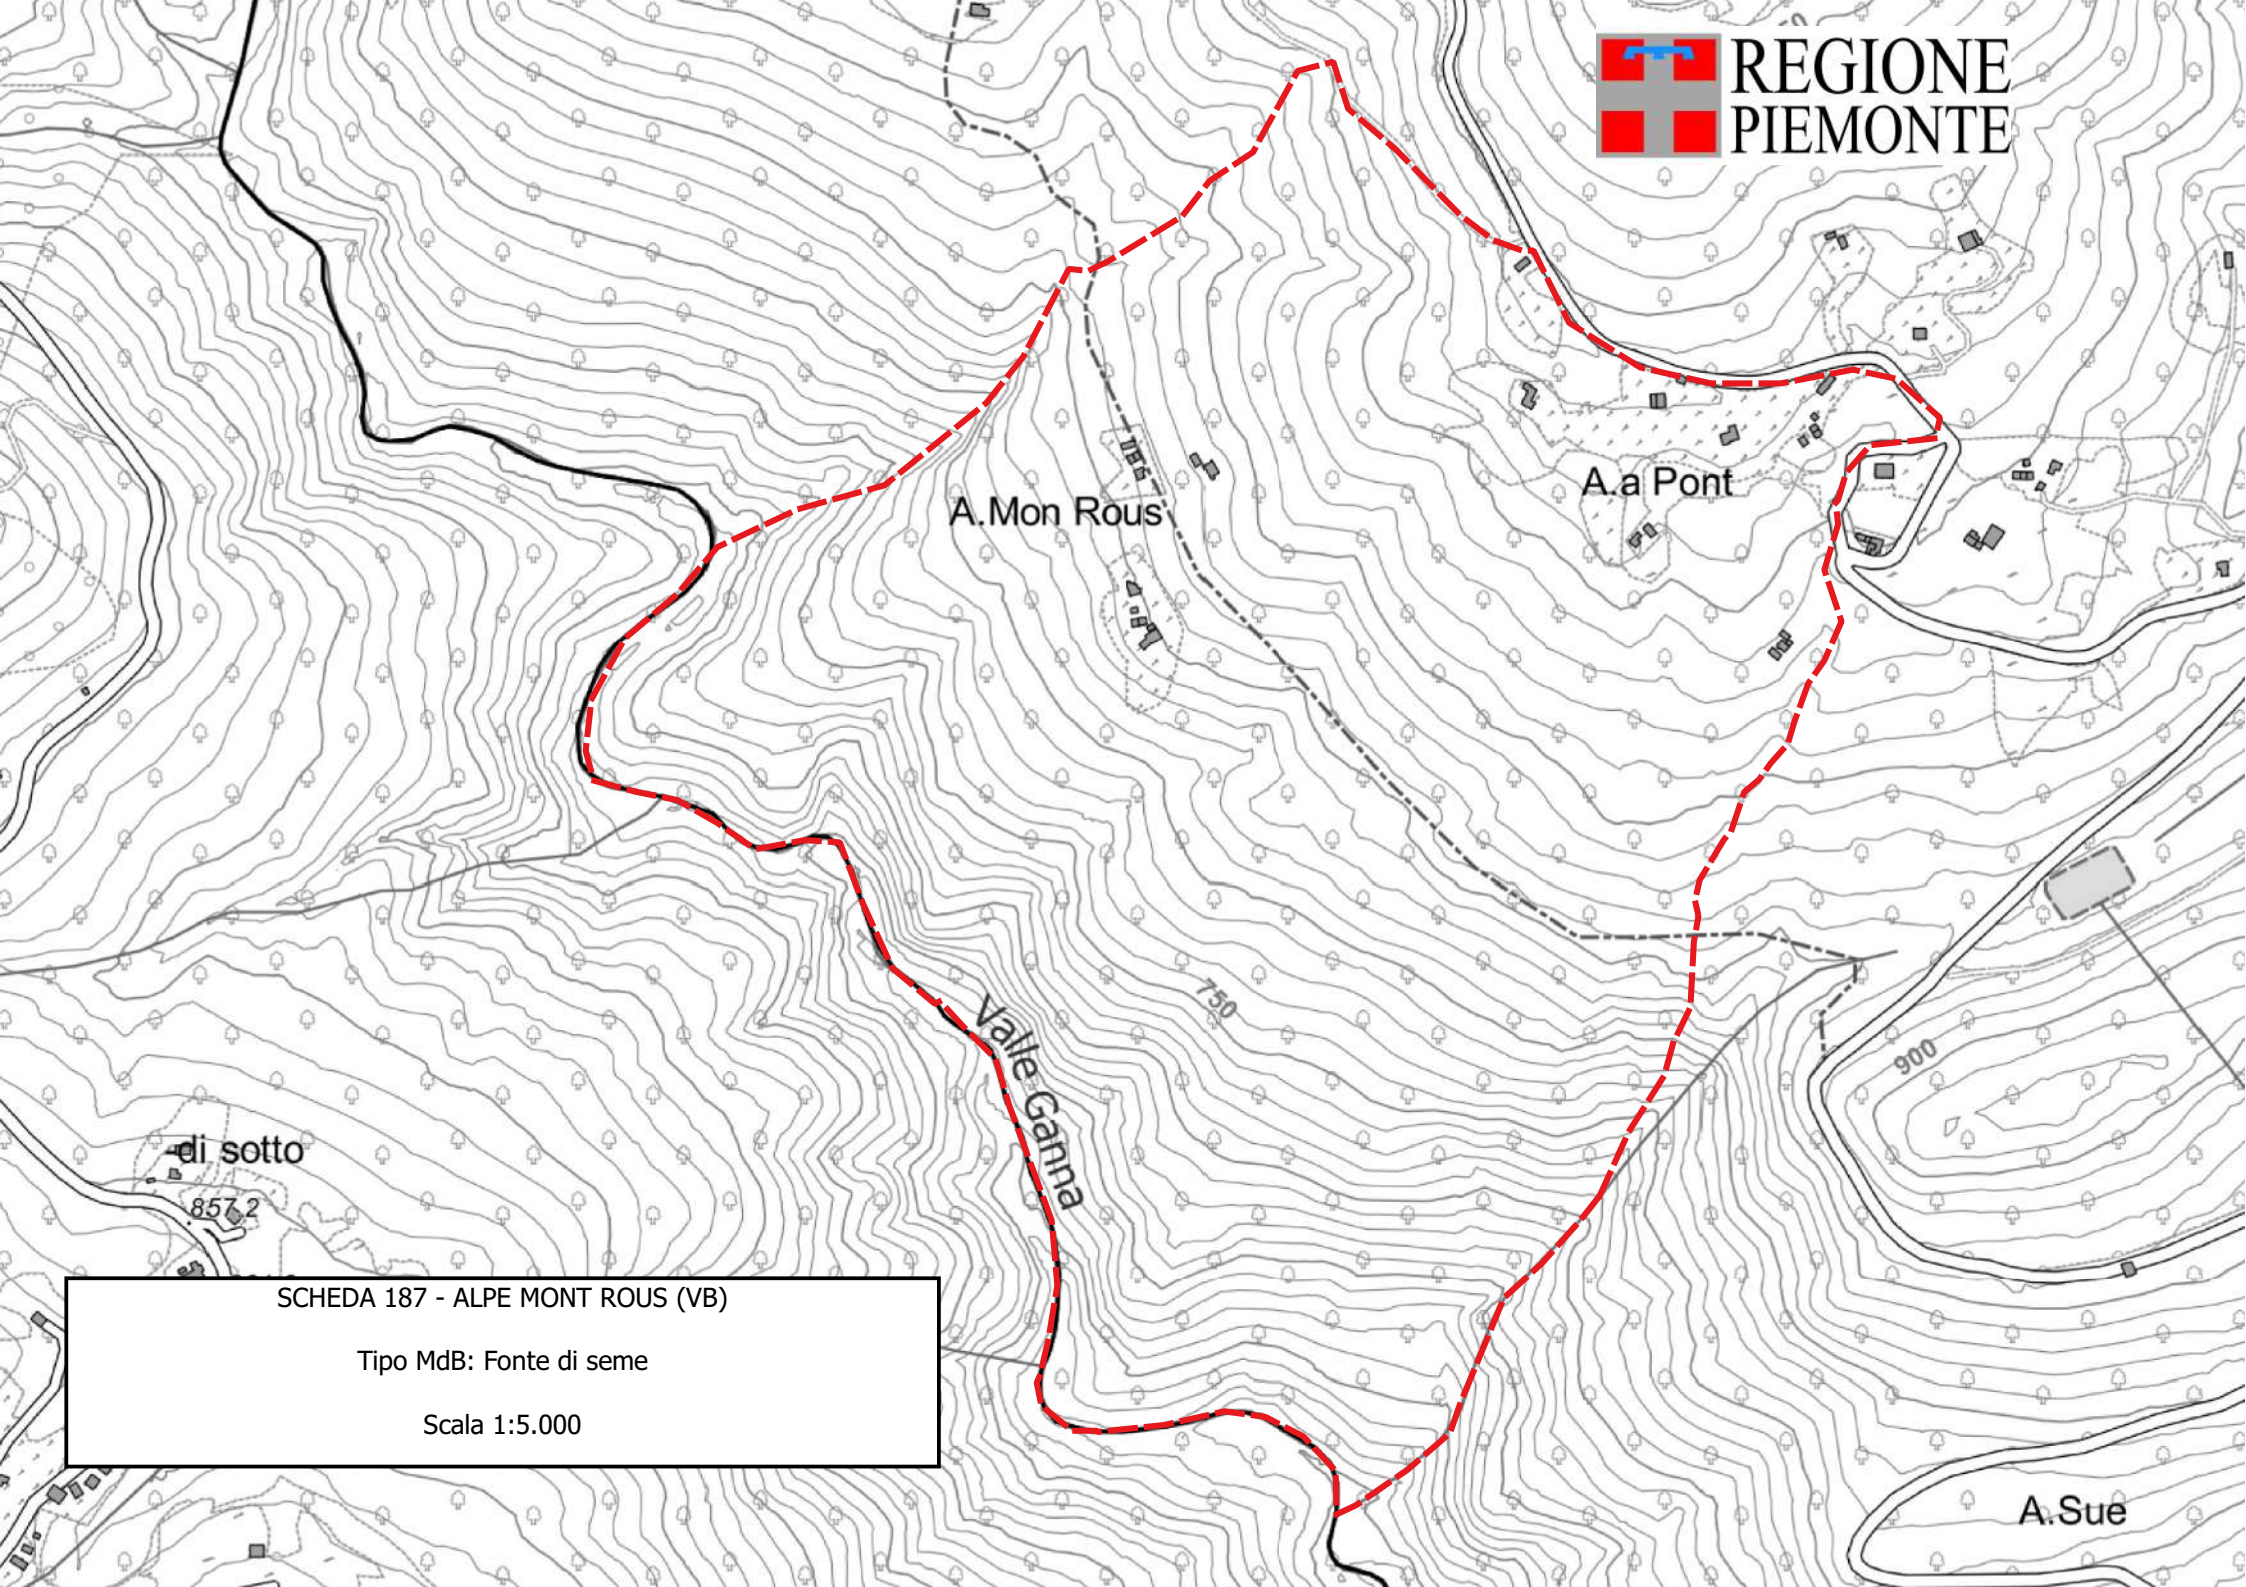 REGIONE
PIEMONTE
A.a Pont
A.Mon Rous
750
Valle Ganna
900
di sotto
857,2
SCHEDA 187 - ALPE MONT ROUS (VB)
Tipo MdB: Fonte di seme
Scala 1:5.000
A.Sue